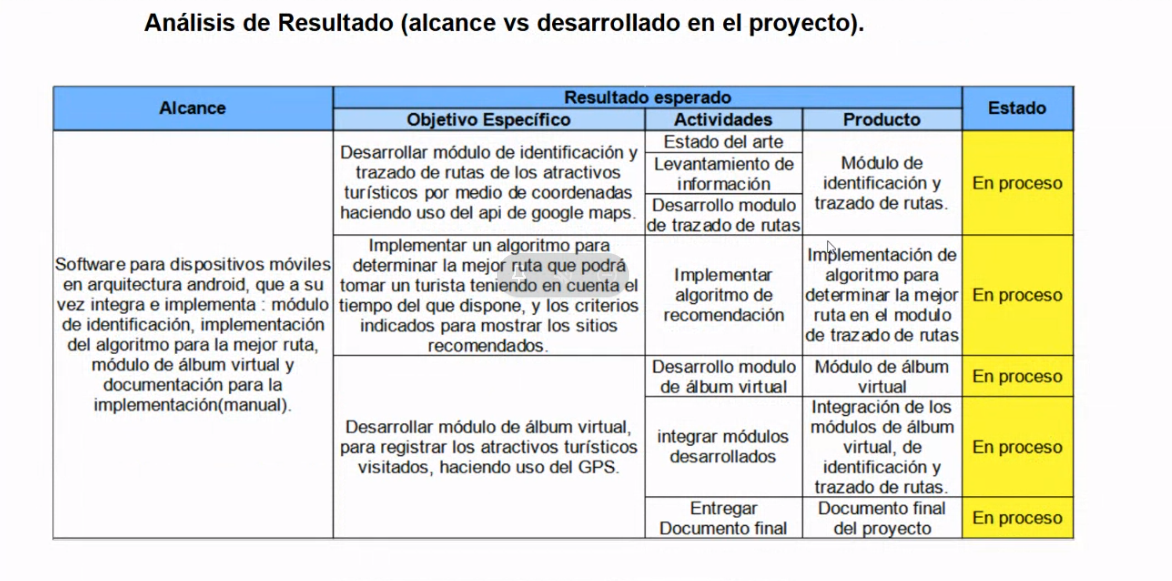 Análisis de Resultado (alcance vs desarrollado en el proyecto).
Alcance
Resultado esperado
Estado
Objetivo Específico
Actividades
Producto
Software para dispositivos móviles
en arquitectura android, que a su
vez integra e implementa : módulo
de identificación, implementación
del algoritmo para la mejor ruta,
módulo de álbum virtual y
documentación para la
implementación(manual).
Desarrollar módulo de identificación y
trazado de rutas de los atractivos
turísticos por medio de coordenadas
haciendo uso del api de google maps.
Estado del arte
Levantamiento de
información
Desarrollo modulo
de trazado de rutas
Módulo de
identificación y
trazado de rutas.
En proceso
Implementar un algoritmo para
determinar la mejor ruta que podrá
tomar un turista teniendo en cuenta el
tiempo del que dispone, y los criterios
indicados para mostrar los sitios
recomendados.
Implementar
algoritmo de
recomendación
Implementación de
algoritmo para
determinar la mejor
ruta en el modulo
de trazado de rutas
En proceso
Desarrollar módulo de álbum virtual,
para registrar los atractivos turísticos
visitados, haciendo uso del GPS.
Desarrollo modulo
de álbum virtual
Módulo de álbum
virtual
En proceso
integrar módulos
desarrollados
Integración de los
módulos de álbum
virtual, de
identificación y
trazado de rutas.
En proceso
Entregar
Documento final
Documento final
del proyecto
En proceso